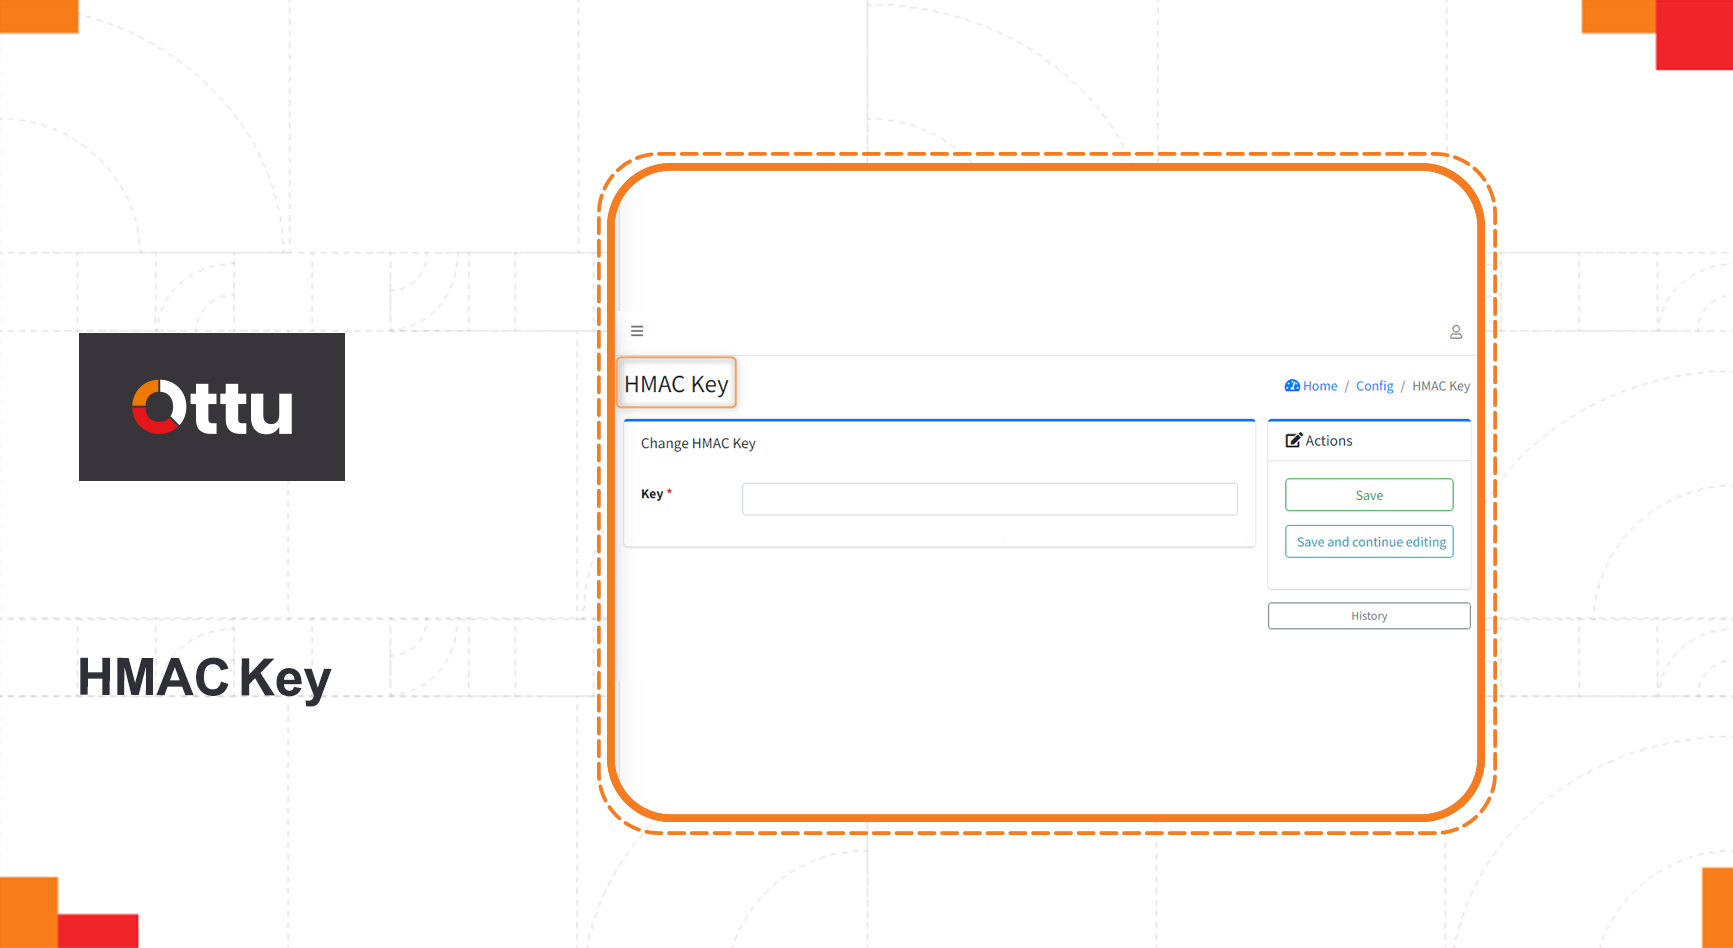 Ottu
HMAC Key
HMAC Key
Home / Config / HMAC Key
Change HMAC Key
Key *
Actions
Save
Save and continue editing
History